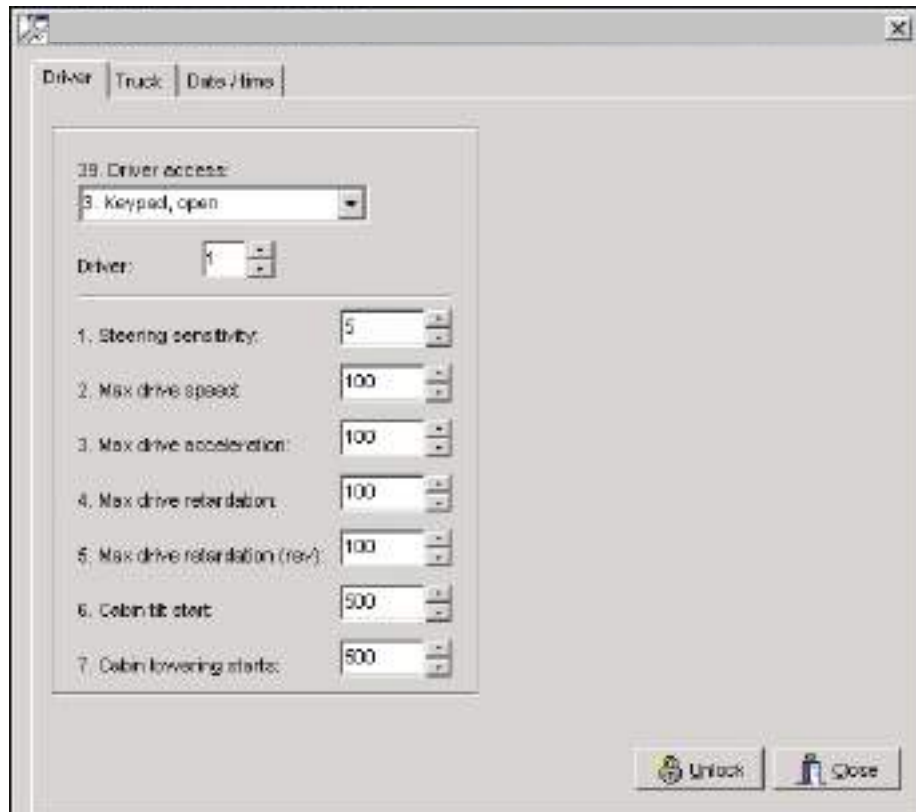 Driver Truck Date / time
39. Driver access:
3. Keypad, open
Driver: 1
1. Steering sensitivity: 5
2. Max drive speed: 100
3. Max drive acceleration: 100
4. Max drive retardation: 100
5. Max drive retardation (rev): 100
6. Cabin tilt start: 500
7. Cabin lowering starts: 500
Unlock Close